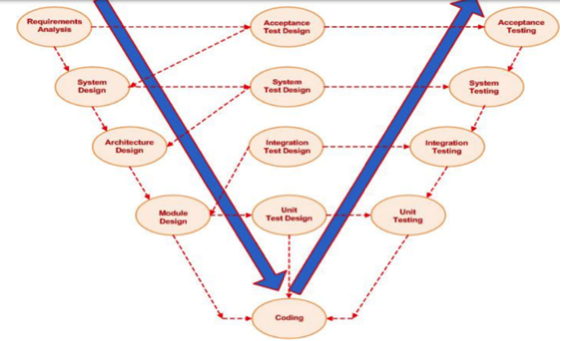 Requirements
Analysis
Acceptance
Test Design
Acceptance
Testing
System
Design
System
Test Design
System
Testing
Architecture
Design
Integration
Test Design
Integration
Testing
Module
Design
Unit
Test Design
Unit
Testing
Coding